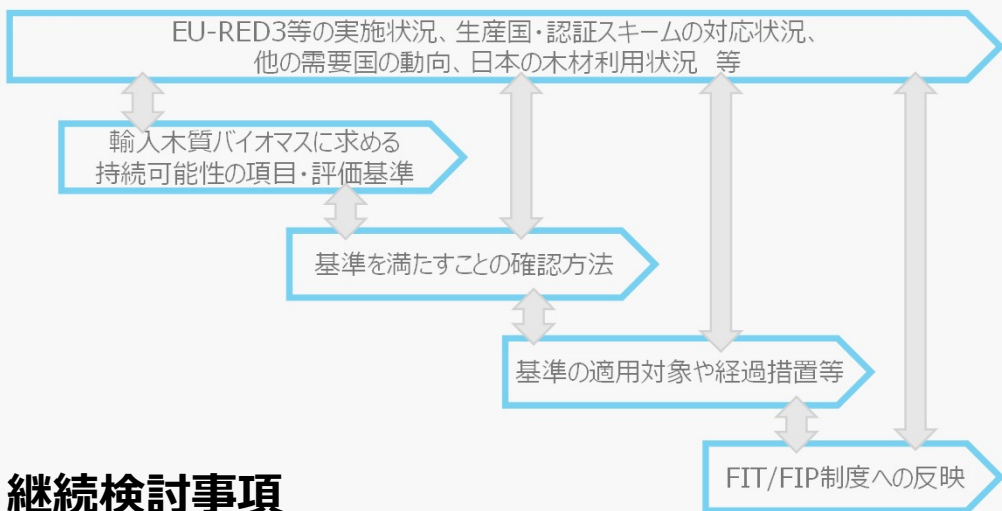 EU-RED3等の実施状況、生産国・認証スキームの対応状況、
他の需要国の動向、日本の木材利用状況 等
輸入木質バイオマスに求める
持続可能性の項目・評価基準
基準を満たすことの確認方法
基準の適用対象や経過措置等
FIT/FIP制度への反映
継続検討事項